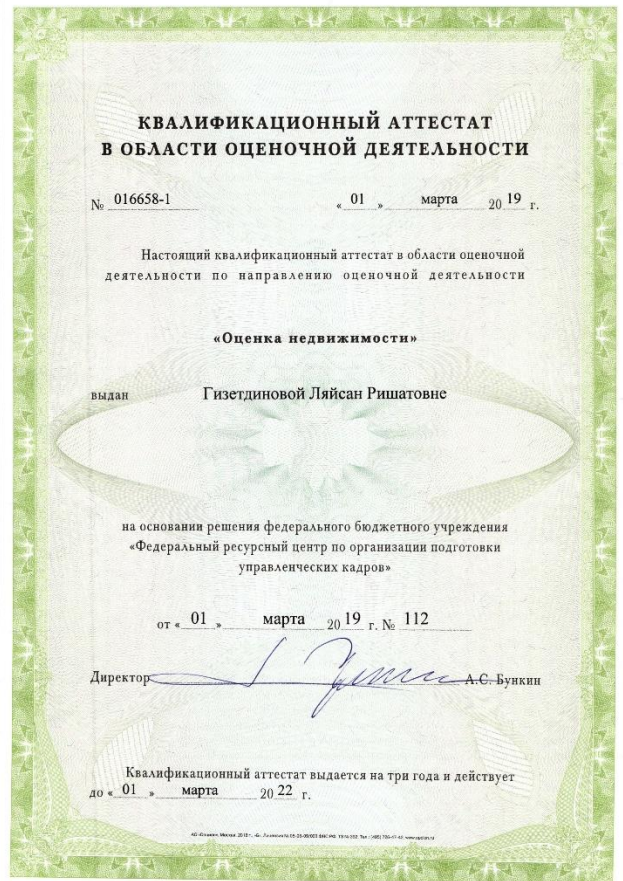 КВАЛИФИКАЦИОННЫЙ АТТЕСТАТ
В ОБЛАСТИ ОЦЕНОЧНОЙ ДЕЯТЕЛЬНОСТИ
№ 016658-1 « 01 » марта 20 19 г.
Настоящий квалификационный аттестат в области оценочной
деятельности по направлению оценочной деятельности
«Оценка недвижимости»
выдан Гизетдиновой Ляйсан Ришатовне
на основании решения федерального бюджетного учреждения
«Федеральный ресурсный центр по организации подготовки
управленческих кадров»
от « 01 » марта 20 19 г. № 112
Директор А.С. Бункин
Квалификационный аттестат выдается на три года и действует
до « 01 » марта 20 22 г.